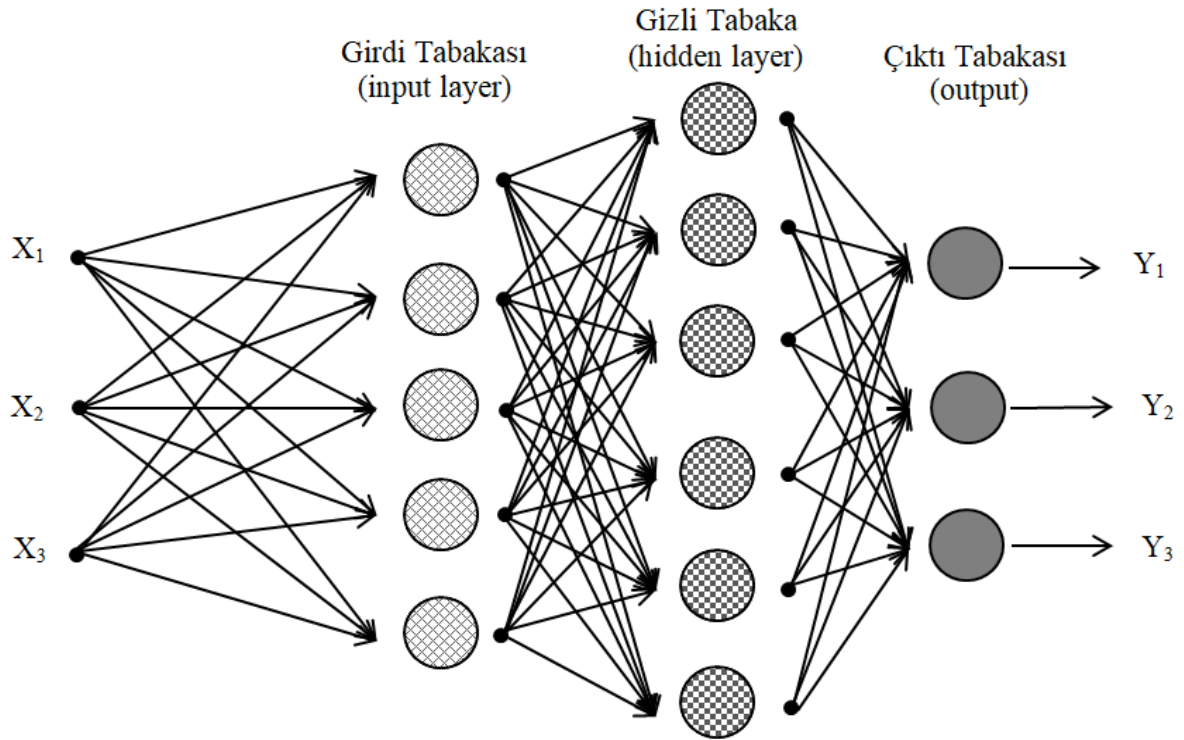 Girdi Tabakası
(input layer)
Gizli Tabaka
(hidden layer)
Çıktı Tabakası
(output)
X₁
X₂
X₃
Y₁
Y₂
Y₃